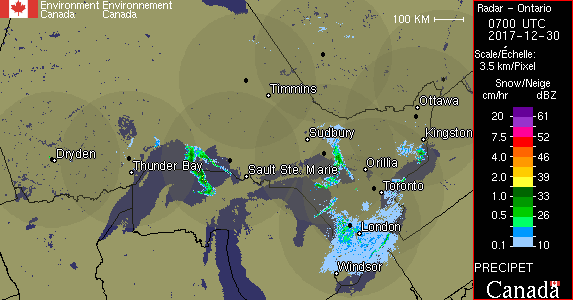 Environment Environnement
Canada Canada
100 KM
Radar - Ontario
0700 UTC
2017-12-30
Scale/Échelle:
3.5 km/Pixel
Snow/Neige
cm/hr dBZ
20 61
7.5 52
4.0 46
2.0 39
1.0 33
0.5 26
0.1 10
PRECIPET
Canada
Timmins
Ottawa
Sudbury
Kingston
Dryden
Thunder Bay
Sault Ste. Marie
Orillia
Toronto
London
Windsor